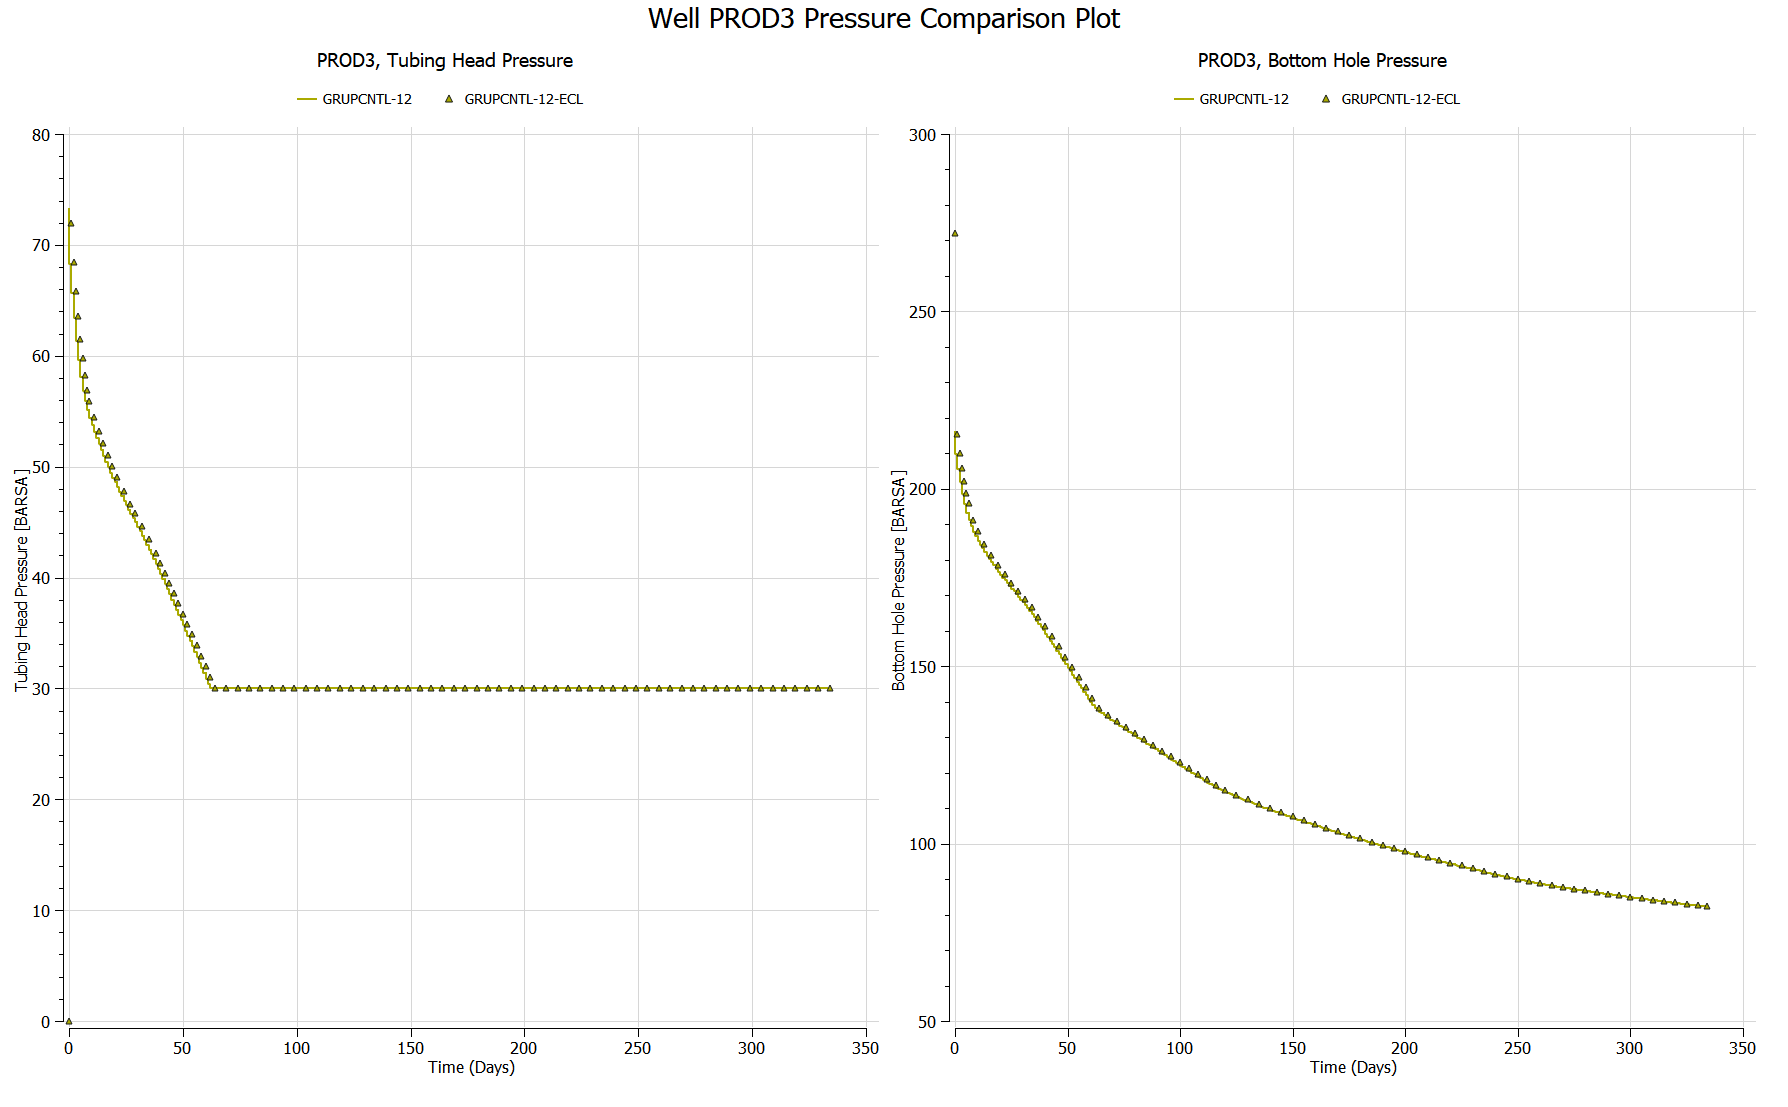 Well PROD3 Pressure Comparison Plot
PROD3, Tubing Head Pressure
GRUPCNTL-12 GRUPCNTL-12-ECL
80
70
60
50
40
30
20
10
0
Tubing Head Pressure [BARSA]
0 50 100 150 200 250 300 350
Time (Days)
PROD3, Bottom Hole Pressure
GRUPCNTL-12 GRUPCNTL-12-ECL
300
250
200
150
100
50
Bottom Hole Pressure [BARSA]
0 50 100 150 200 250 300 350
Time (Days)